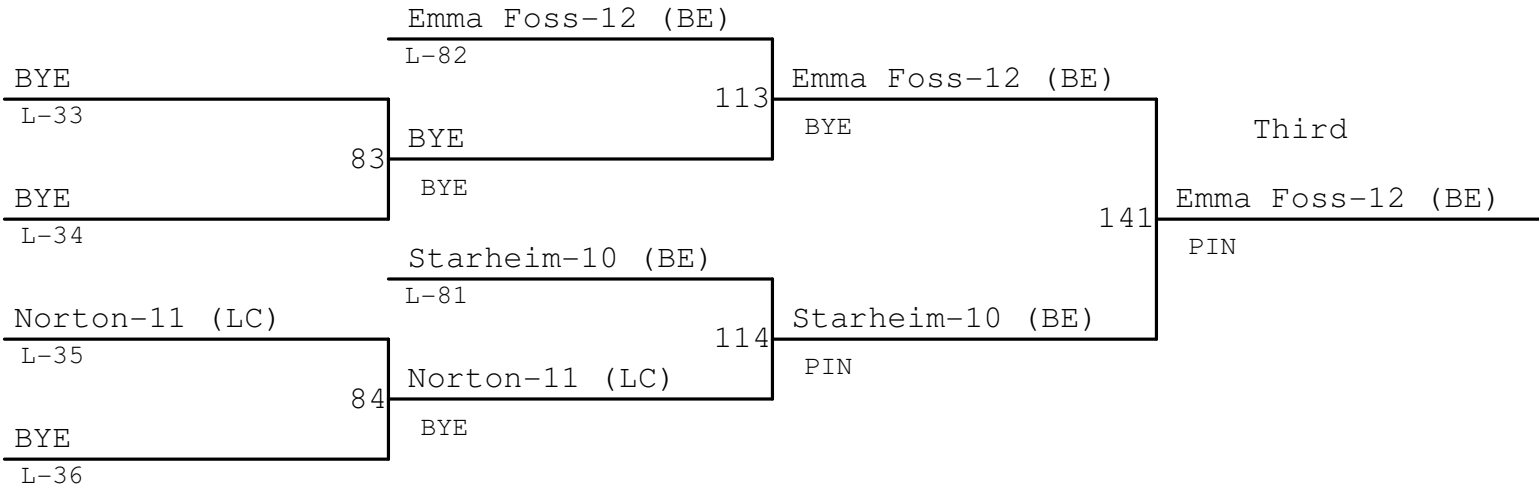 Emma Foss-12 (BE)
L-82
BYE
L-33
113
Emma Foss-12 (BE)
BYE
Third
83
BYE
BYE
BYE
L-34
141
Emma Foss-12 (BE)
PIN
Starheim-10 (BE)
L-81
Norton-11 (LC)
L-35
114
Starheim-10 (BE)
PIN
84
Norton-11 (LC)
BYE
BYE
L-36